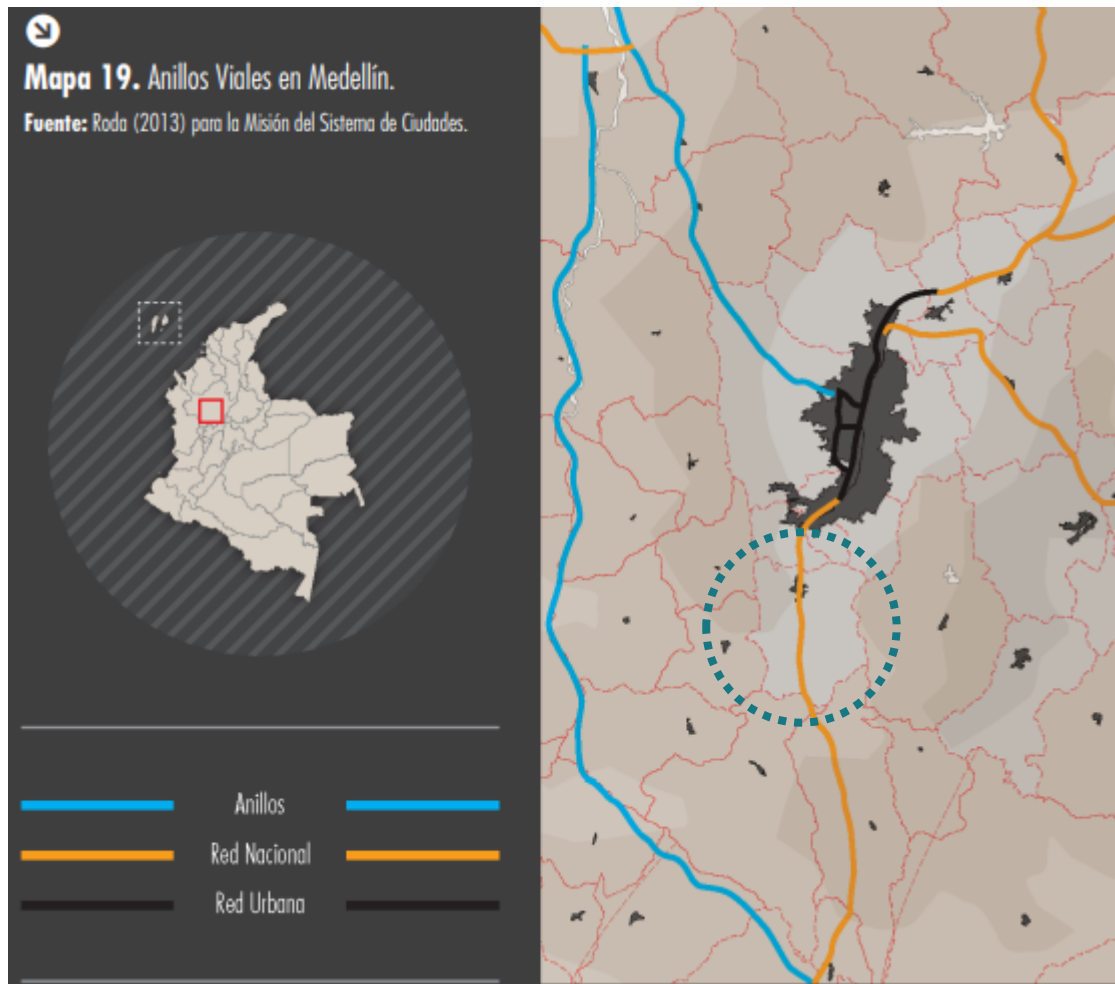 Mapa 19. Anillos Viales en Medellín.
Fuente: Roda (2013) para la Misión del Sistema de Ciudades.
Anillos
Red Nacional
Red Urbana